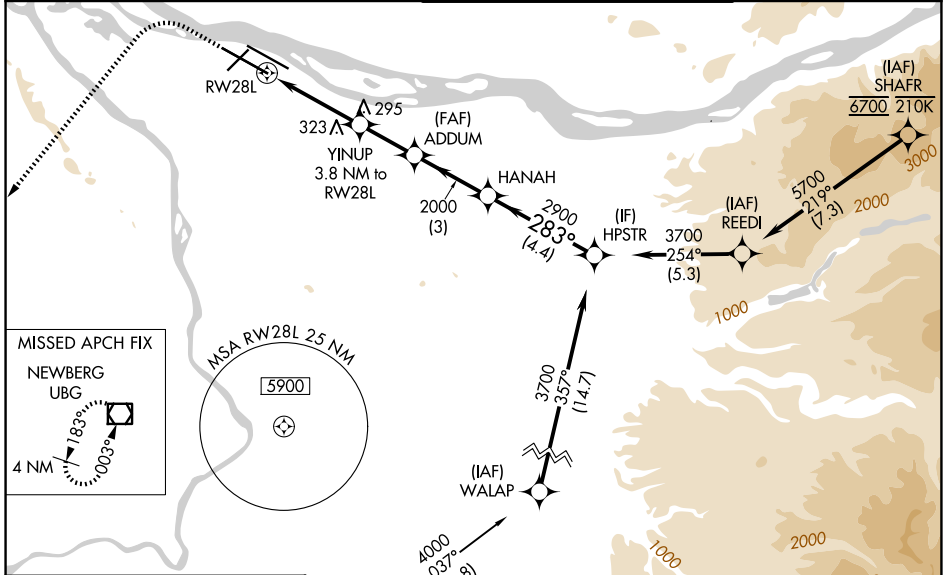 RW28L
295
323
YINUP
3.8 NM to
RW28L
(FAF)
ADDUM
HANAH
2000
(3)
2900
283°
(4.4)
(IF)
HPSTR
3700
254°
(5.3)
(IAF)
REEDI
5700
219°
(7.3)
(IAF)
SHAFR
6700 210K
3000
2000
1000
MISSED APCH FIX
NEWBERG
UBG
183°
003°
4 NM
MSA RW28L 25 NM
5900
3700
357°
(14.7)
(IAF)
WALAP
4000
037°
1000
2000